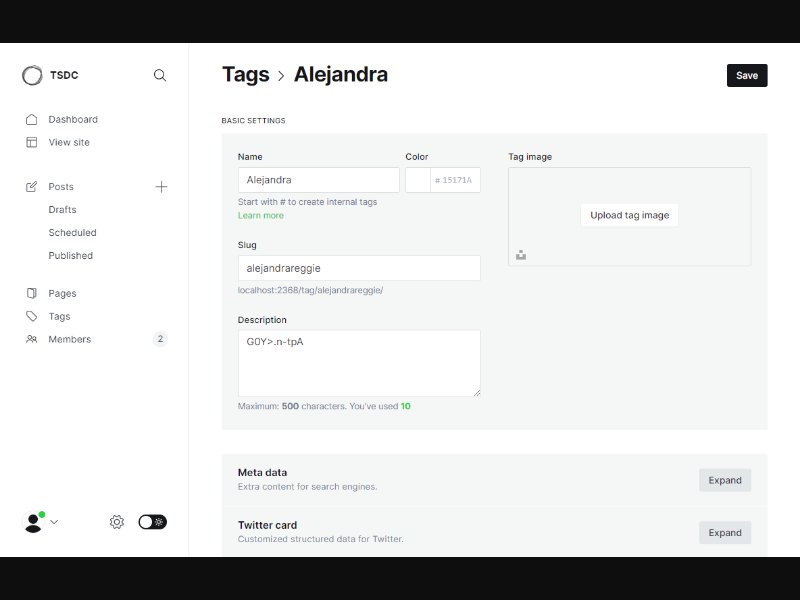 TSDC
Dashboard
View site
Posts
Drafts
Scheduled
Published
Pages
Tags
Members 2
Tags > Alejandra
Save
BASIC SETTINGS
Name
Alejandra
Start with # to create internal tags
Learn more
Color
# 15171A
Slug
alejandrareggie
localhost:2368/tag/alejandrareggie/
Description
G0Y>.n-tpA
Maximum: 500 characters. You've used 10
Tag image
Upload tag image
Meta data
Extra content for search engines.
Expand
Twitter card
Customized structured data for Twitter.
Expand